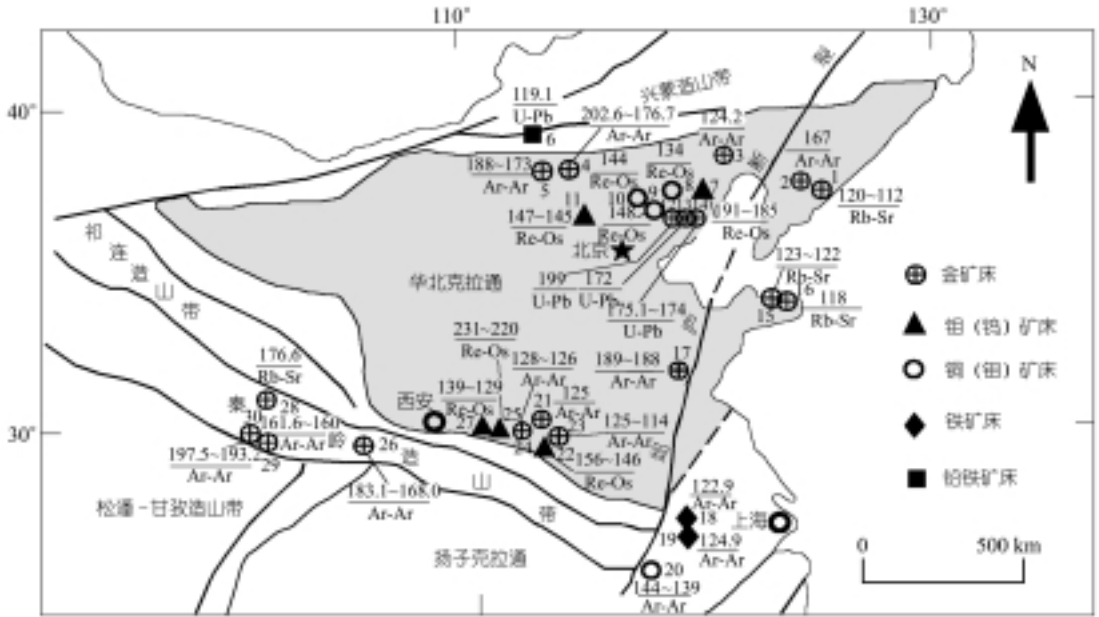 110°
130°
40°
30°
N
兴蒙造山带
裂
断
119.1
U-Pb
6
202.6~176.7
Ar-Ar
4
124.2
Ar-Ar
3
167
Ar-Ar
2
1
120~112
Rb-Sr
188~173
Ar-Ar
5
144
Re-Os
10
9
134
Re-Os
8
7
11
147~145
Re-Os
148
Re-Os
191~185
Re-Os
北京
199
U-Pb
172
U-Pb
175.1~174
U-Pb
123~122
Rb-Sr
15
6
118
Rb-Sr
祁连造山带
华北克拉通
231~220
Re-Os
128~126
Ar-Ar
189~188
Ar-Ar
17
176.6
Rb-Sr
28
139~129
Re-Os
西安
27
25
21
125
Ar-Ar
23
125~114
Ar-Ar
22
156~146
Re-Os
秦岭造山带
30
161.6~160
Ar-Ar
29
197.5~193.2
Ar-Ar
26
183.1~168.0
Ar-Ar
松潘-甘孜造山带
扬子克拉通
122.9
Ar-Ar
18
19
124.9
Ar-Ar
上海
20
144~139
Ar-Ar
金矿床
钼（钨）矿床
铜（钼）矿床
铁矿床
铅铁矿床
0
500 km